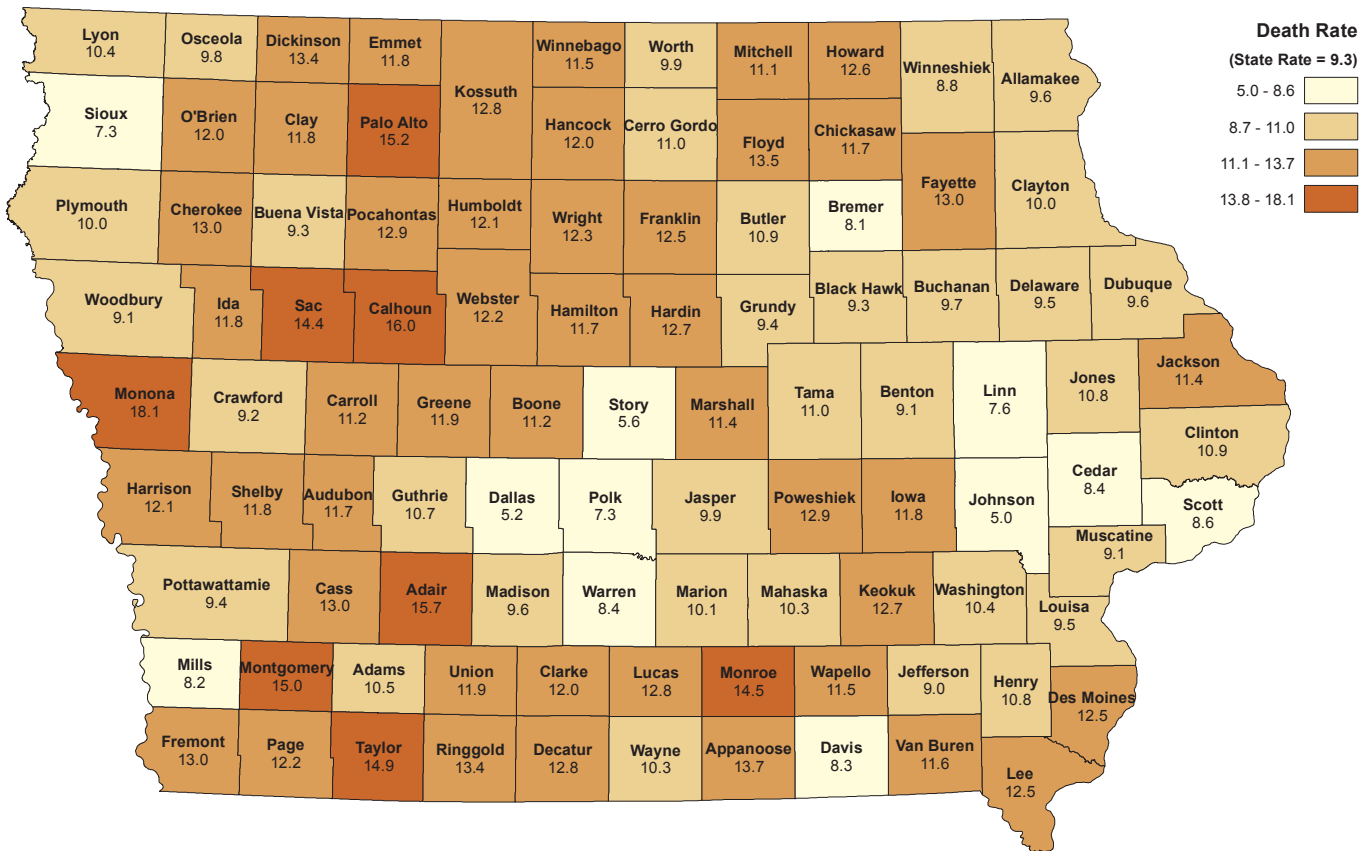 Death Rate
(State Rate = 9.3)
5.0 - 8.6
8.7 - 11.0
11.1 - 13.7
13.8 - 18.1
Lyon
10.4
Osceola
9.8
Dickinson
13.4
Emmet
11.8
Kossuth
12.8
Winnebago
11.5
Worth
9.9
Mitchell
11.1
Howard
12.6
Winneshiek
8.8
Allamakee
9.6
Sioux
7.3
O'Brien
12.0
Clay
11.8
Palo Alto
15.2
Hancock
12.0
Cerro Gordo
11.0
Floyd
13.5
Chickasaw
11.7
Plymouth
10.0
Cherokee
13.0
Buena Vista
9.3
Pocahontas
12.9
Humboldt
12.1
Wright
12.3
Franklin
12.5
Butler
10.9
Bremer
8.1
Fayette
13.0
Clayton
10.0
Woodbury
9.1
Ida
11.8
Sac
14.4
Calhoun
16.0
Webster
12.2
Hamilton
11.7
Hardin
12.7
Grundy
9.4
Black Hawk
9.3
Buchanan
9.7
Delaware
9.5
Dubuque
9.6
Monona
18.1
Crawford
9.2
Carroll
11.2
Greene
11.9
Boone
11.2
Story
5.6
Marshall
11.4
Tama
11.0
Benton
9.1
Linn
7.6
Jones
10.8
Jackson
11.4
Clinton
10.9
Harrison
12.1
Shelby
11.8
Audubon
11.7
Guthrie
10.7
Dallas
5.2
Polk
7.3
Jasper
9.9
Poweshiek
12.9
Iowa
11.8
Johnson
5.0
Cedar
8.4
Scott
8.6
Muscatine
9.1
Pottawattamie
9.4
Cass
13.0
Adair
15.7
Madison
9.6
Warren
8.4
Marion
10.1
Mahaska
10.3
Keokuk
12.7
Washington
10.4
Louisa
9.5
Mills
8.2
Montgomery
15.0
Adams
10.5
Union
11.9
Clarke
12.0
Lucas
12.8
Monroe
14.5
Wapello
11.5
Jefferson
9.0
Henry
10.8
Des Moines
12.5
Fremont
13.0
Page
12.2
Taylor
14.9
Ringgold
13.4
Decatur
12.8
Wayne
10.3
Appanoose
13.7
Davis
8.3
Van Buren
11.6
Lee
12.5